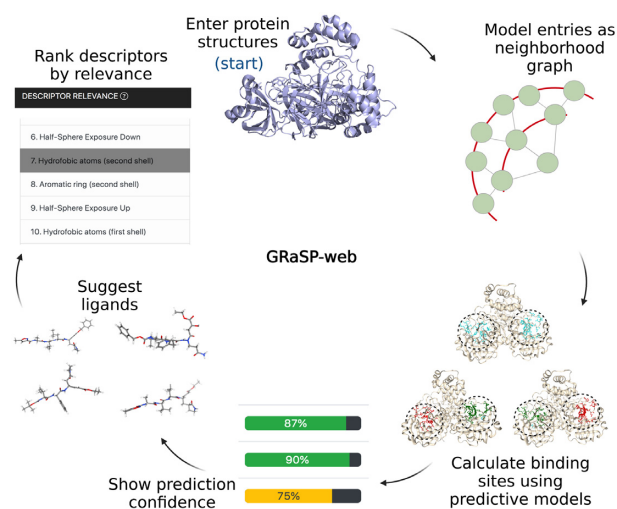 Enter protein
structures
(start)
Model entries as
neighborhood
graph
Rank descriptors
by relevance
DESCRIPTOR RELEVANCE ?
6. Half-Sphere Exposure Down
7. Hydrofobic atoms (second shell)
8. Aromatic ring (second shell)
9. Half-Sphere Exposure Up
10. Hydrofobic atoms (first shell)
GRaSP-web
Suggest
ligands
87%
90%
75%
Show prediction
confidence
Calculate binding
sites using
predictive models